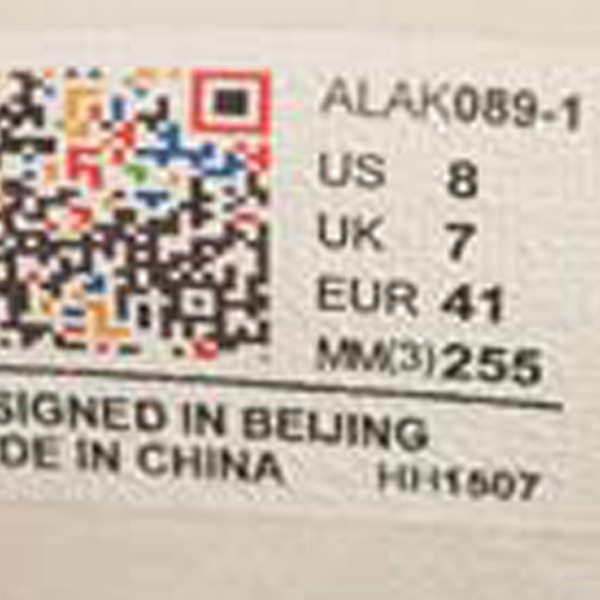 ALAK089-1
US 8
UK 7
EUR 41
MM(3) 255
SIGNED IN BEIJING
DE IN CHINA HH1507